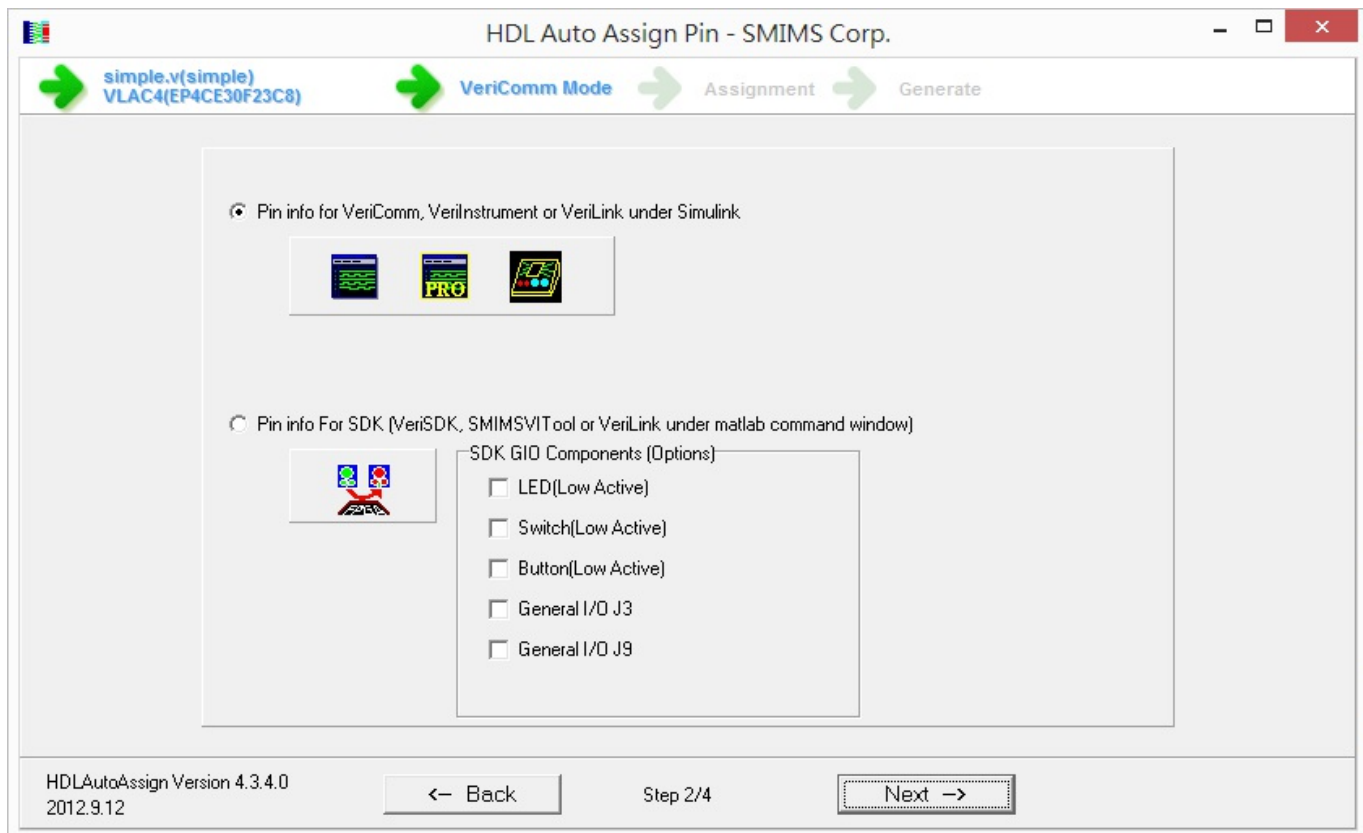 HDL Auto Assign Pin - SMIMS Corp.
simple.v(simple)
VLAC4(EP4CE30F23C8)
VeriComm Mode
Assignment
Generate
Pin info for VeriComm, VeriInstrument or VeriLink under Simulink
PRO
Pin info For SDK (VeriSDK, SMIMSVITool or VeriLink under matlab command window)
SDK GIO Components (Options)
LED(Low Active)
Switch(Low Active)
Button(Low Active)
General I/O J3
General I/O J9
HDLAutoAssign Version 4.3.4.0
2012.9.12
<- Back
Step 2/4
Next ->